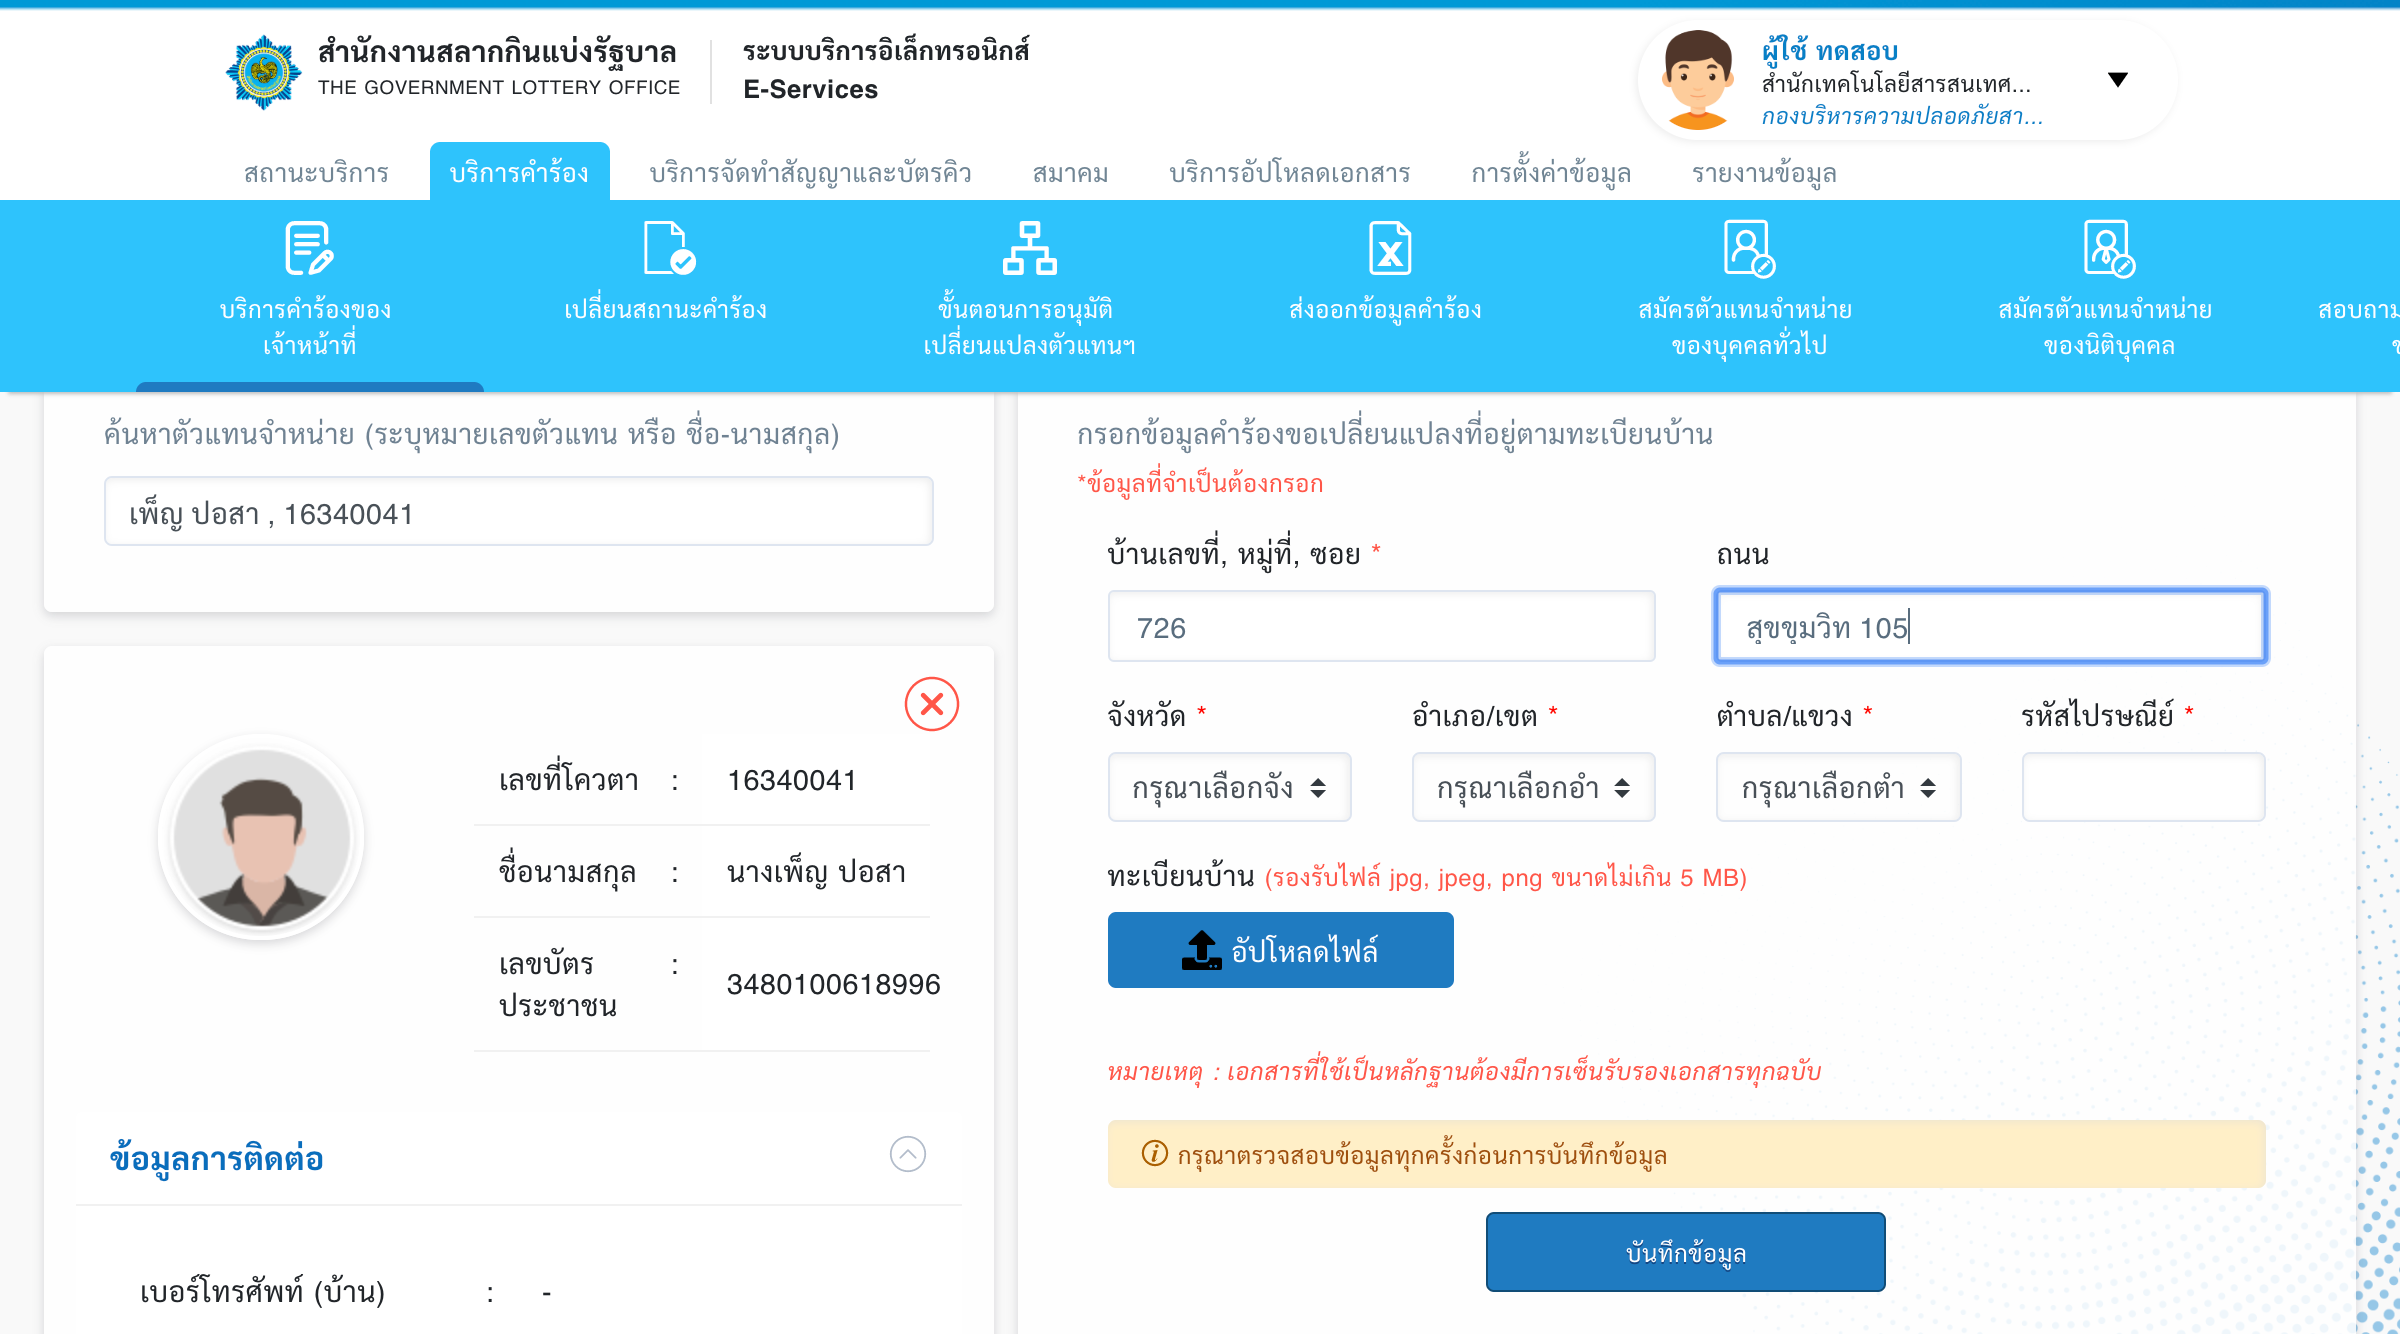 สำนักงานสลากกินแบ่งรัฐบาล
THE GOVERNMENT LOTTERY OFFICE
ระบบบริการอิเล็กทรอนิกส์
E-Services
ผู้ใช้ ทดสอบ
สำนักเทคโนโลยีสารสนเทศ...
กองบริหารความปลอดภัยสา...
สถานะบริการ
บริการคำร้อง
บริการจัดทำสัญญาและบัตรคิว
สมาคม
บริการอัปโหลดเอกสาร
การตั้งค่าข้อมูล
รายงานข้อมูล
บริการคำร้องของ
เจ้าหน้าที่
เปลี่ยนสถานะคำร้อง
ขั้นตอนการอนุมัติ
เปลี่ยนแปลงตัวแทนฯ
ส่งออกข้อมูลคำร้อง
สมัครตัวแทนจำหน่าย
ของบุคคลทั่วไป
สมัครตัวแทนจำหน่าย
ของนิติบุคคล
ค้นหาตัวแทนจำหน่าย (ระบุหมายเลขตัวแทน หรือ ชื่อ-นามสกุล)
เพ็ญ ปอสา , 16340041
เลขที่โควตา : 16340041
ชื่อนามสกุล : นางเพ็ญ ปอสา
เลขบัตร
ประชาชน : 3480100618996
ข้อมูลการติดต่อ
เบอร์โทรศัพท์ (บ้าน) : -
กรอกข้อมูลคำร้องขอเปลี่ยนแปลงที่อยู่ตามทะเบียนบ้าน
*ข้อมูลที่จำเป็นต้องกรอก
บ้านเลขที่, หมู่ที่, ซอย *
ถนน
726
สุขขุมวิท 105
จังหวัด *
อำเภอ/เขต *
ตำบล/แขวง *
รหัสไปรษณีย์ *
กรุณาเลือกจัง
กรุณาเลือกอำ
กรุณาเลือกตำ
ทะเบียนบ้าน (รองรับไฟล์ jpg, jpeg, png ขนาดไม่เกิน 5 MB)
อัปโหลดไฟล์
หมายเหตุ : เอกสารที่ใช้เป็นหลักฐานต้องมีการเซ็นรับรองเอกสารทุกฉบับ
กรุณาตรวจสอบข้อมูลทุกครั้งก่อนการบันทึกข้อมูล
บันทึกข้อมูล